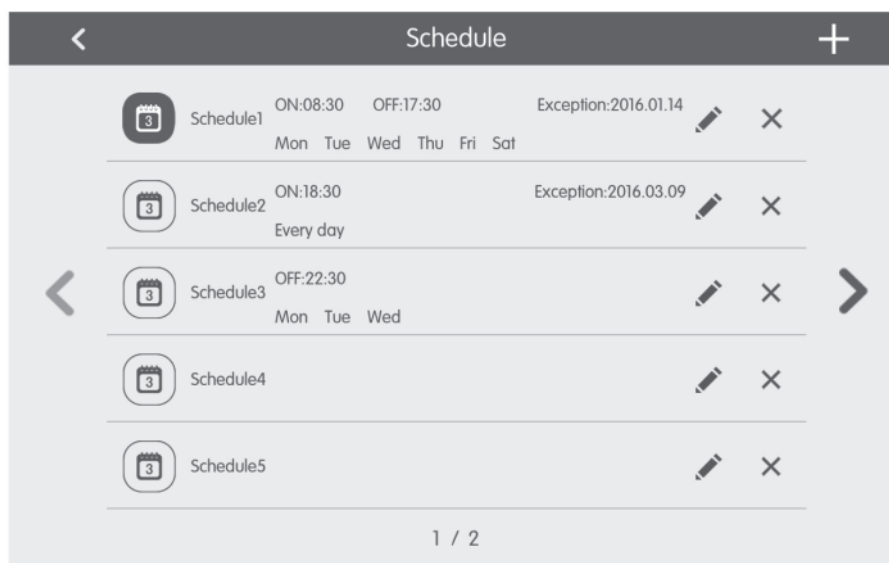 Schedule
Schedule1 ON:08:30 OFF:17:30 Exception:2016.01.14
Mon Tue Wed Thu Fri Sat
Schedule2 ON:18:30 Exception:2016.03.09
Every day
Schedule3 OFF:22:30
Mon Tue Wed
Schedule4
Schedule5
1 / 2